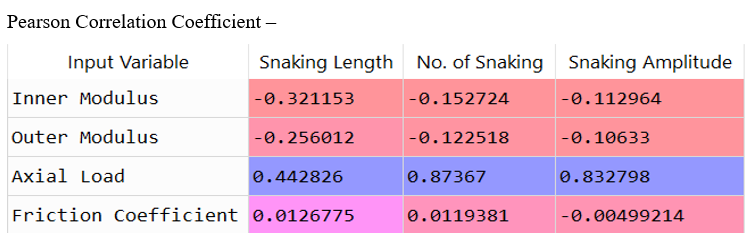 Pearson Correlation Coefficient –
Input Variable Snaking Length No. of Snaking Snaking Amplitude
Inner Modulus -0.321153 -0.152724 -0.112964
Outer Modulus -0.256012 -0.122518 -0.10633
Axial Load 0.442826 0.87367 0.832798
Friction Coefficient 0.0126775 0.0119381 -0.00499214